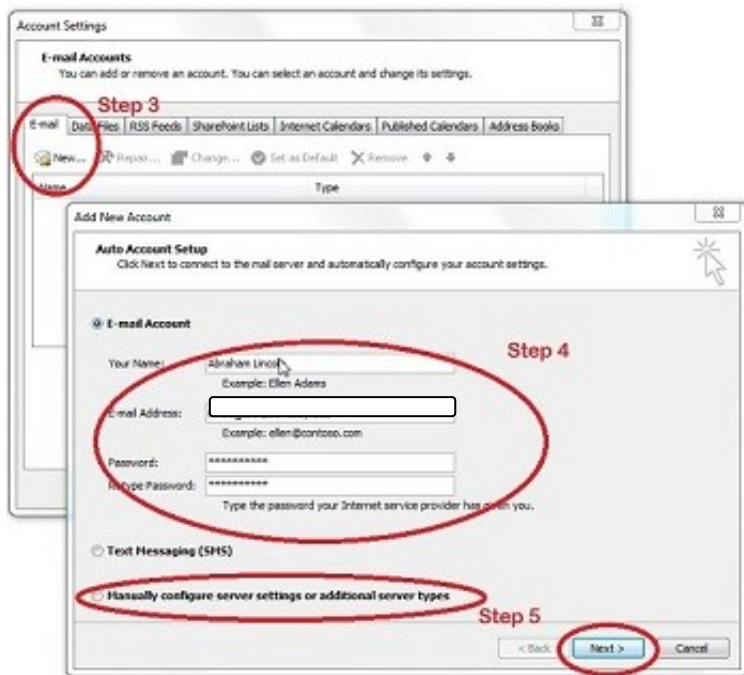 Account Settings
E-mail Accounts
You can add or remove an account. You can select an account and change its settings.
Step 3
E-mail Data Files RSS Feeds SharePoint Lists Internet Calendars Published Calendars Address Books
New... Repair... Change... Set as Default Remove
Name Type
Add New Account
Auto Account Setup
Click Next to connect to the mail server and automatically configure your account settings.
E-mail Account
Step 4
Your Name: Abraham Lincoln
Example: Ellen Adams
E-mail Address:
Example: ellen@contoso.com
Password: **********
Retype Password: **********
Type the password your Internet service provider has given you.
Text Messaging (SMS)
Manually configure server settings or additional server types
Step 5
< Back Next > Cancel